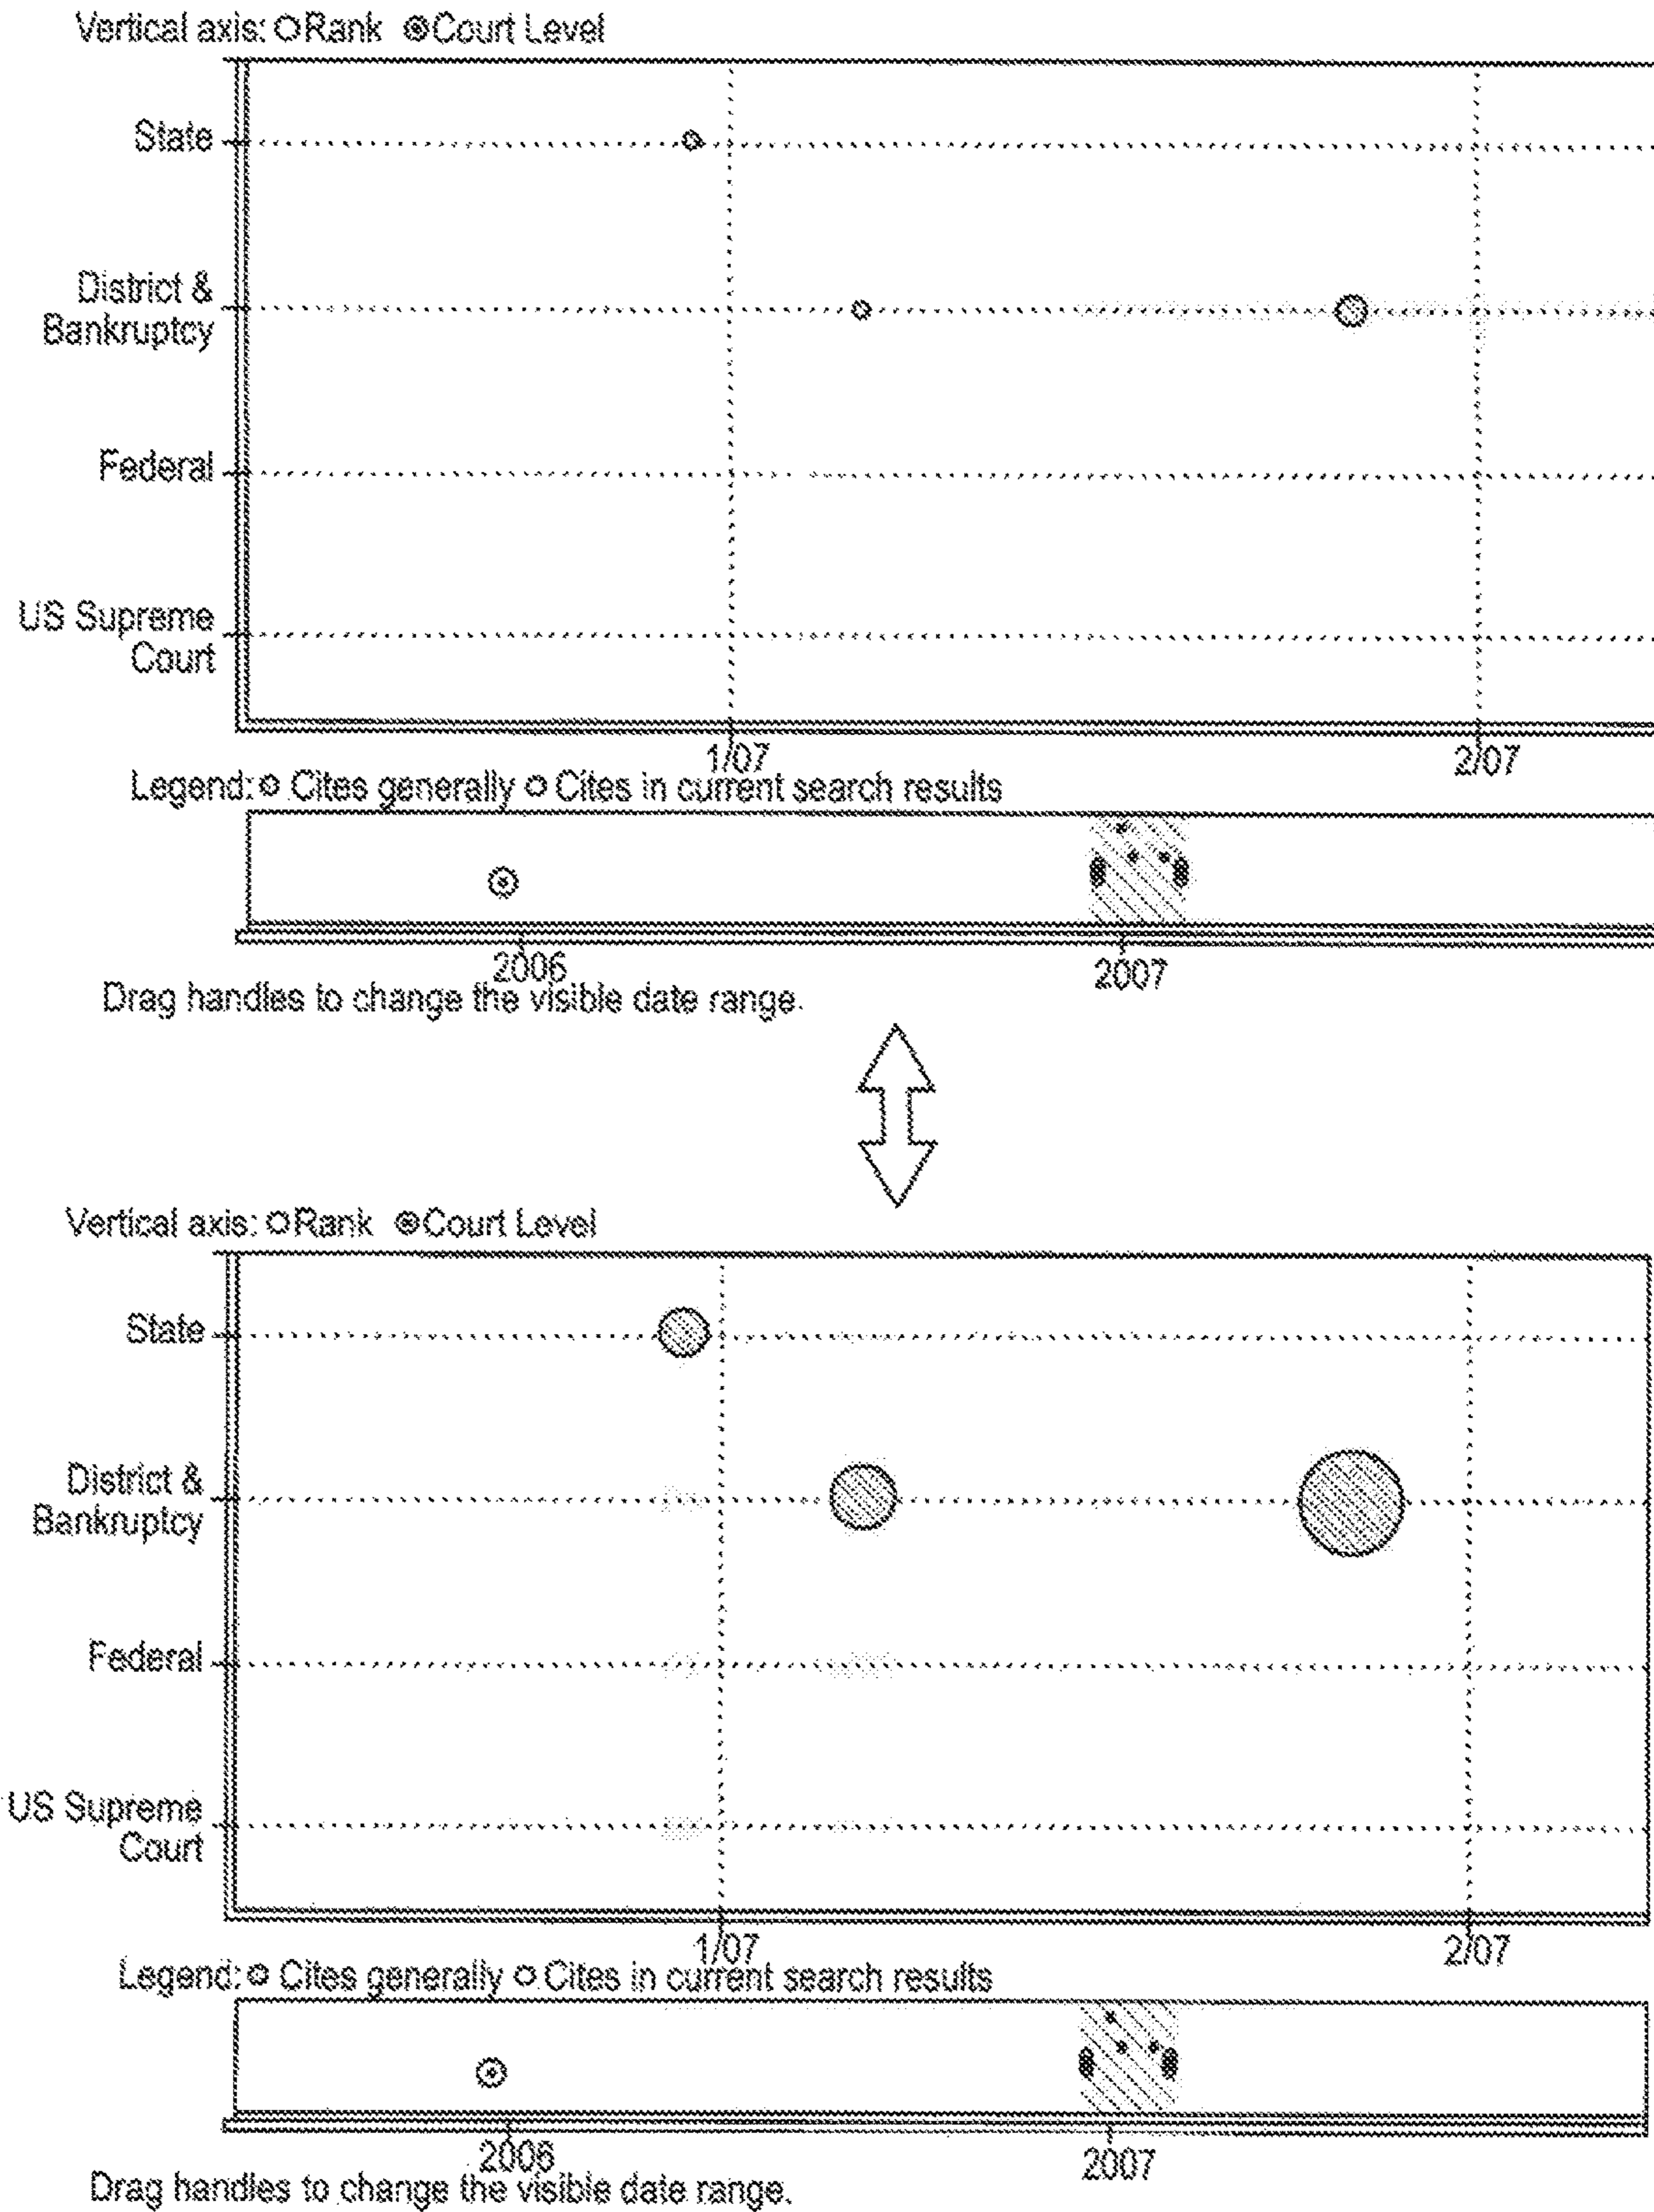 Vertical axis: Rank Court Level
State
District &
Bankruptcy
Federal
US Supreme
Court
1/07 2/07
Legend: Cites generally Cites in current search results
2006 2007
Drag handles to change the visible date range.
Vertical axis: Rank Court Level
State
District &
Bankruptcy
Federal
US Supreme
Court
1/07 2/07
Legend: Cites generally Cites in current search results
2006 2007
Drag handles to change the visible date range.